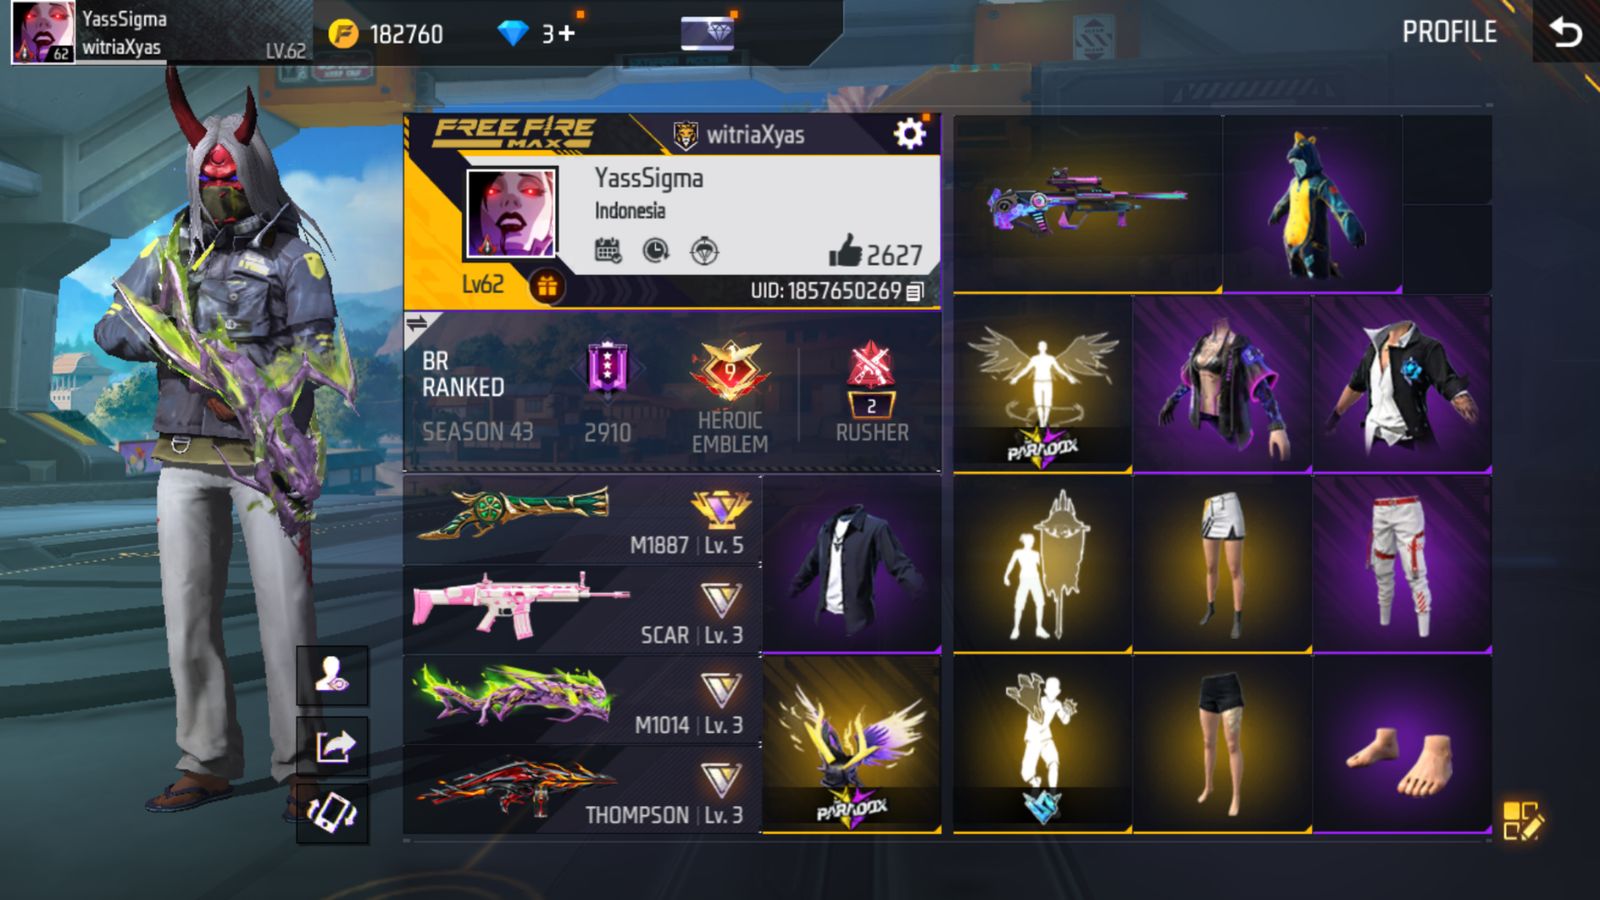 YassSigma
witriaXyas
62
LV.62
182760
3+
PROFILE
FREE FIRE
MAX
witriaXyas
YassSigma
Indonesia
2627
Lv62
UID: 1857650269
BR
RANKED
SEASON 43
2910
9
HEROIC
EMBLEM
2
RUSHER
M1887 | Lv. 5
SCAR | Lv. 3
M1014 | Lv. 3
THOMPSON | Lv. 3
PARADOX
PARADOX